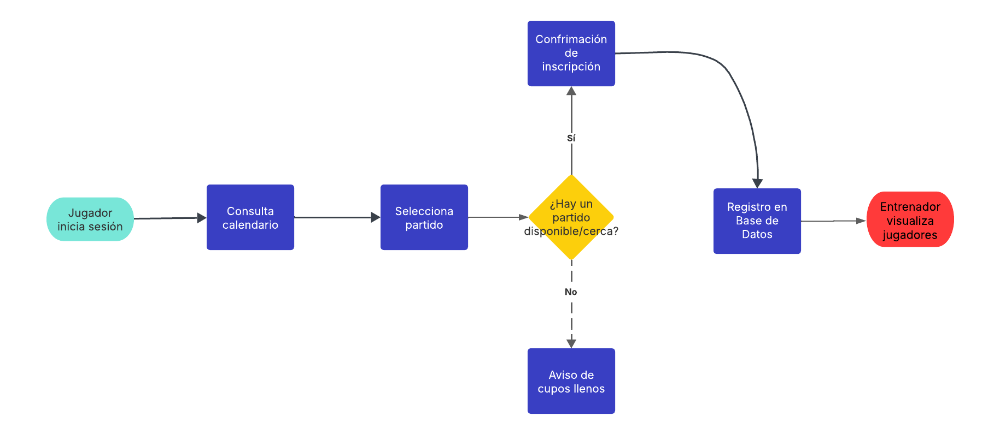 Jugador
inicia sesión
Consulta
calendario
Selecciona
partido
¿Hay un
partido
disponible/cerca?
Sí
Confrimación
de
inscripción
No
Aviso de
cupos llenos
Registro en
Base de
Datos
Entrenador
visualiza
jugadores